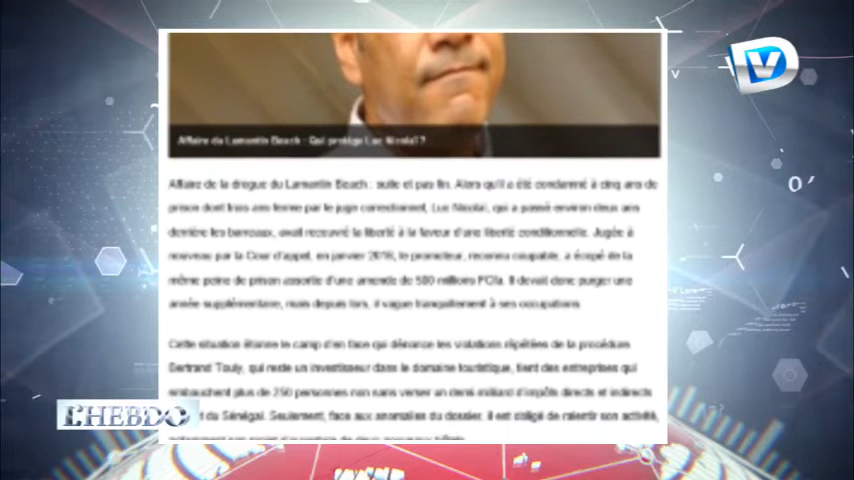 DV
Affaire du Lamantin Beach : Qui protège Luc Nicolaï ?
Affaire de la drogue du Lamantin Beach : suite et pas fin. Alors qu'il a été condamné à cinq ans de
prison dont trois ans ferme par le juge correctionnel, Luc Nicolaï, qui a passé environ deux ans
derrière les barreaux, avait recouvré la liberté à la faveur d'une liberté conditionnelle. Jugée à
nouveau par la Cour d'appel, en janvier 2016, le promoteur, reconnu coupable, a écopé de la
même peine de prison assortie d'une amende de 500 millions FCfa. Il devait donc purger une
année supplémentaire, mais depuis lors, il vague tranquillement à ses occupations
Cette situation étonne le camp d'en face qui dénonce les violations répétées de la procédure
Bertrand Touly, qui reste un investisseur dans le domaine touristique, tient des entreprises qui
embauchent plus de 250 personnes non sans verser un demi-milliard d'impôts directs et indirects
du Sénégal. Seulement, face aux anomalies du dossier, il est obligé de ralentir son activité,
L'HEBDO